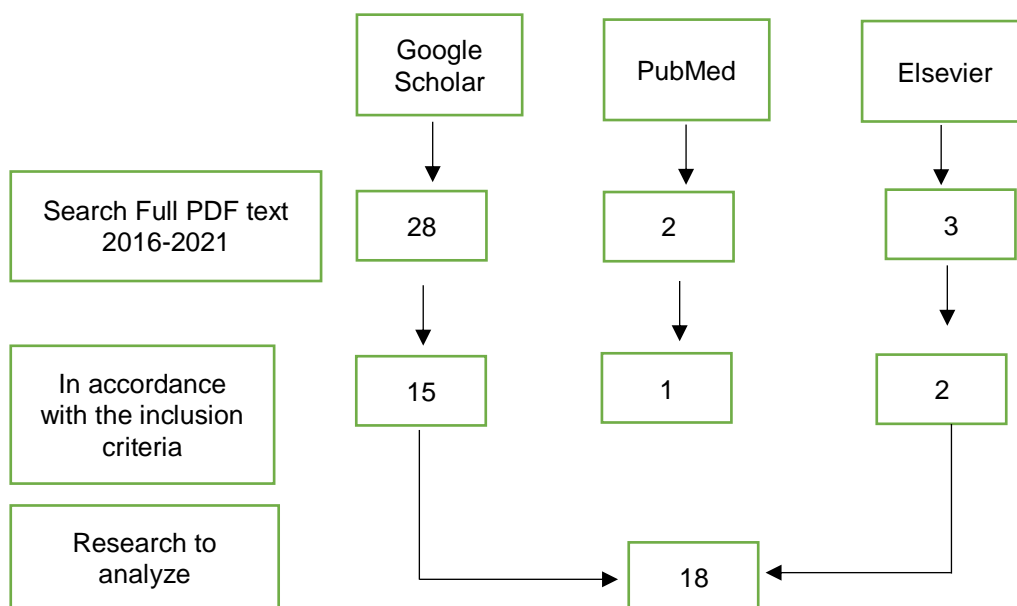 Google
Scholar
PubMed
Elsevier
Search Full PDF text
2016-2021
28
2
3
In accordance
with the inclusion
criteria
15
1
2
Research to
analyze
18